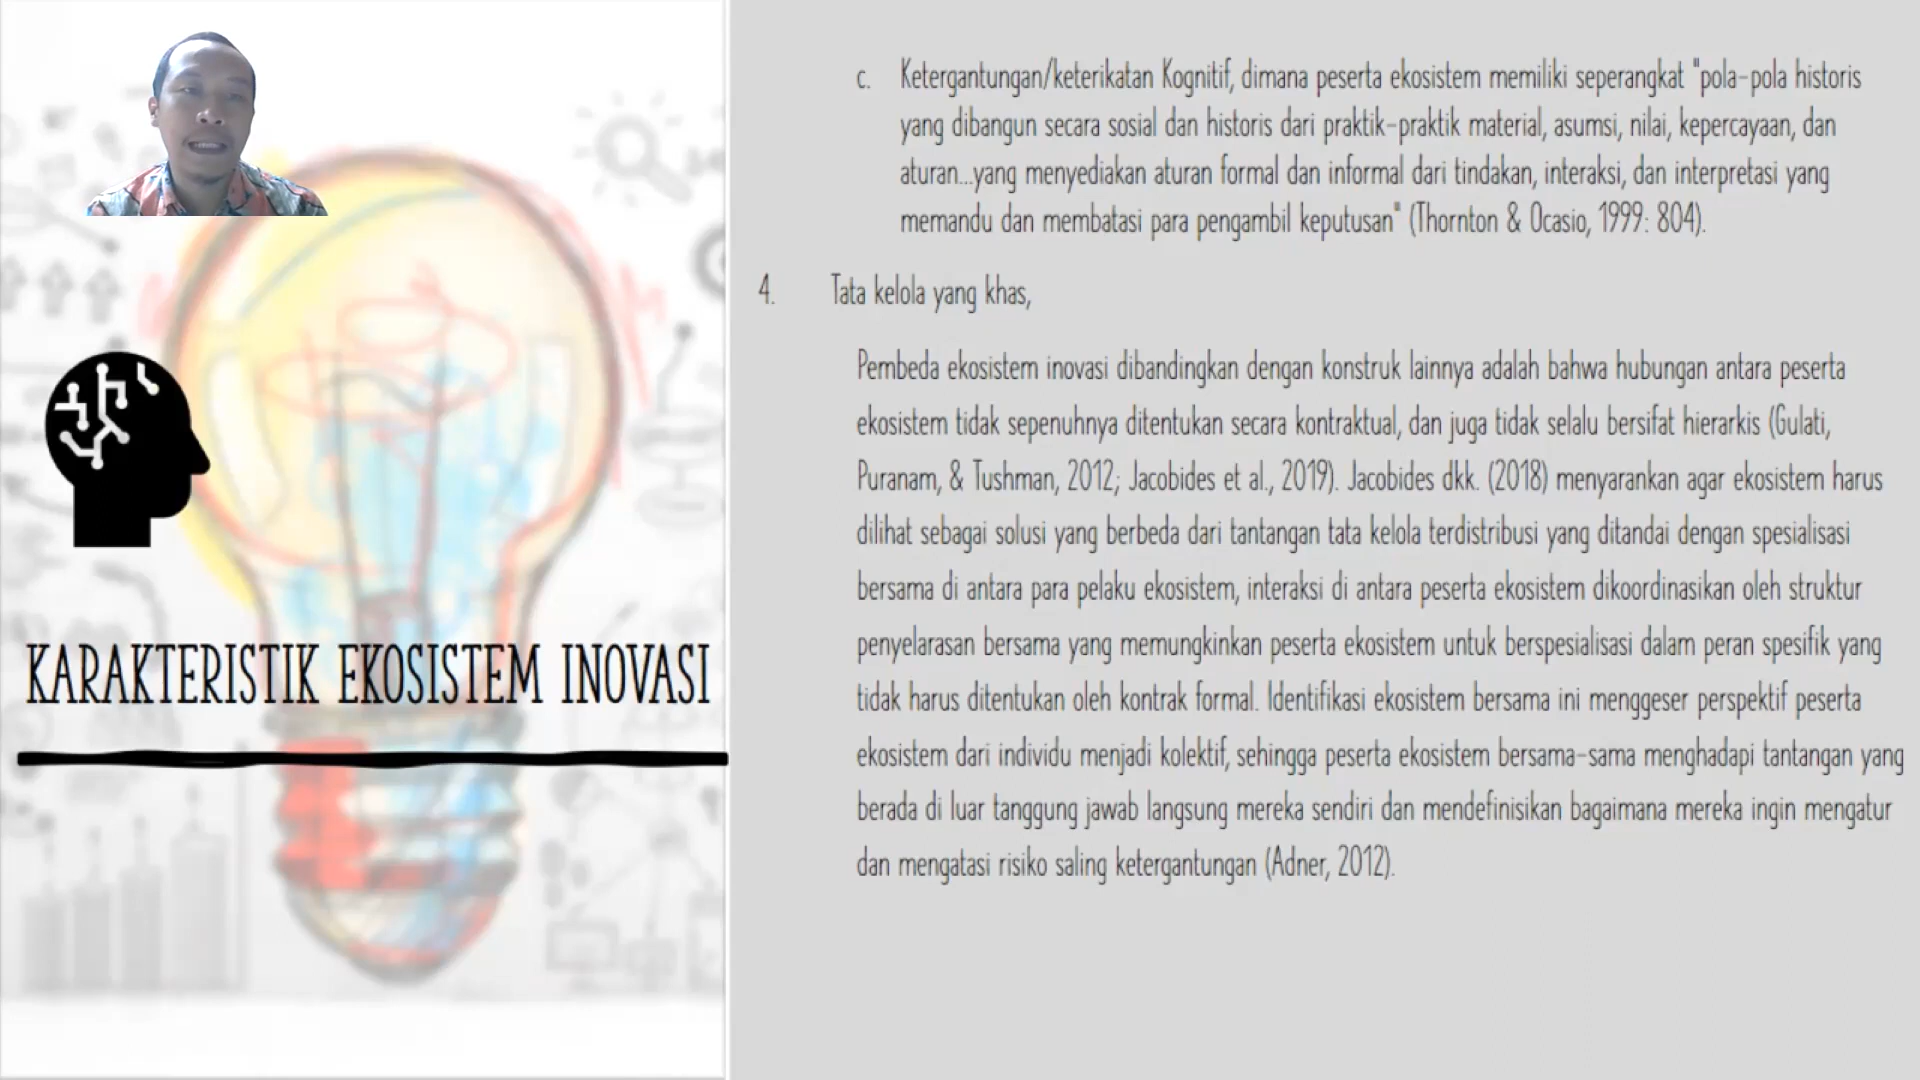 KARAKTERISTIK EKOSISTEM INOVASI
c. Ketergantungan/keterikatan Kognitif, dimana peserta ekosistem memiliki seperangkat "pola-pola historis
yang dibangun secara sosial dan historis dari praktik-praktik material, asumsi, nilai, kepercayaan, dan
aturan...yang menyediakan aturan formal dan informal dari tindakan, interaksi, dan interpretasi yang
memandu dan membatasi para pengambil keputusan" (Thornton & Ocasio, 1999: 804).
4. Tata kelola yang khas,
Pembeda ekosistem inovasi dibandingkan dengan konstruk lainnya adalah bahwa hubungan antara peserta
ekosistem tidak sepenuhnya ditentukan secara kontraktual, dan juga tidak selalu bersifat hierarkis (Gulati,
Puranam, & Tushman, 2012; Jacobides et al., 2019). Jacobides dkk. (2018) menyarankan agar ekosistem harus
dilihat sebagai solusi yang berbeda dari tantangan tata kelola terdistribusi yang ditandai dengan spesialisasi
bersama di antara para pelaku ekosistem, interaksi di antara peserta ekosistem dikoordinasikan oleh struktur
penyelarasan bersama yang memungkinkan peserta ekosistem untuk berspesialisasi dalam peran spesifik yang
tidak harus ditentukan oleh kontrak formal. Identifikasi ekosistem bersama ini menggeser perspektif peserta
ekosistem dari individu menjadi kolektif, sehingga peserta ekosistem bersama-sama menghadapi tantangan yang
berada di luar tanggung jawab langsung mereka sendiri dan mendefinisikan bagaimana mereka ingin mengatur
dan mengatasi risiko saling ketergantungan (Adner, 2012).